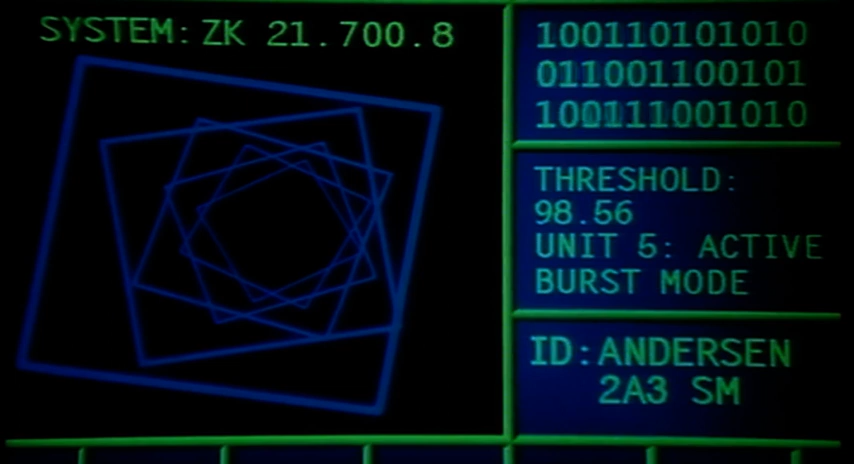 SYSTEM: ZK 21.700.8
100110101010
011001100101
100111001010
THRESHOLD:
98.56
UNIT 5: ACTIVE
BURST MODE
ID:ANDERSEN
2A3 SM